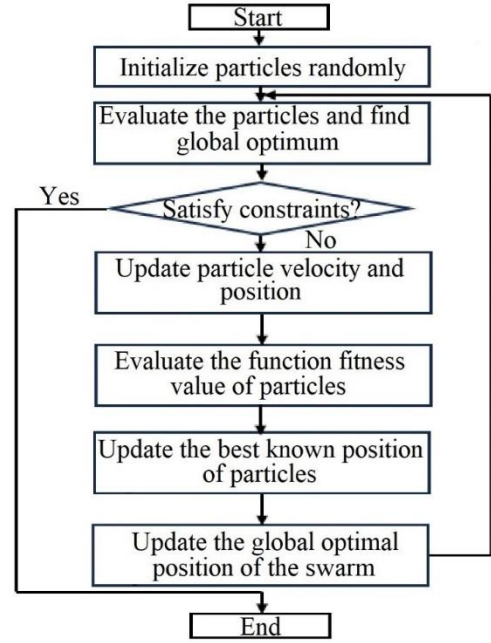 Start
Initialize particles randomly
Evaluate the particles and find
global optimum
Yes
Satisfy constraints?
No
Update particle velocity and
position
Evaluate the function fitness
value of particles
Update the best known position
of particles
Update the global optimal
position of the swarm
End